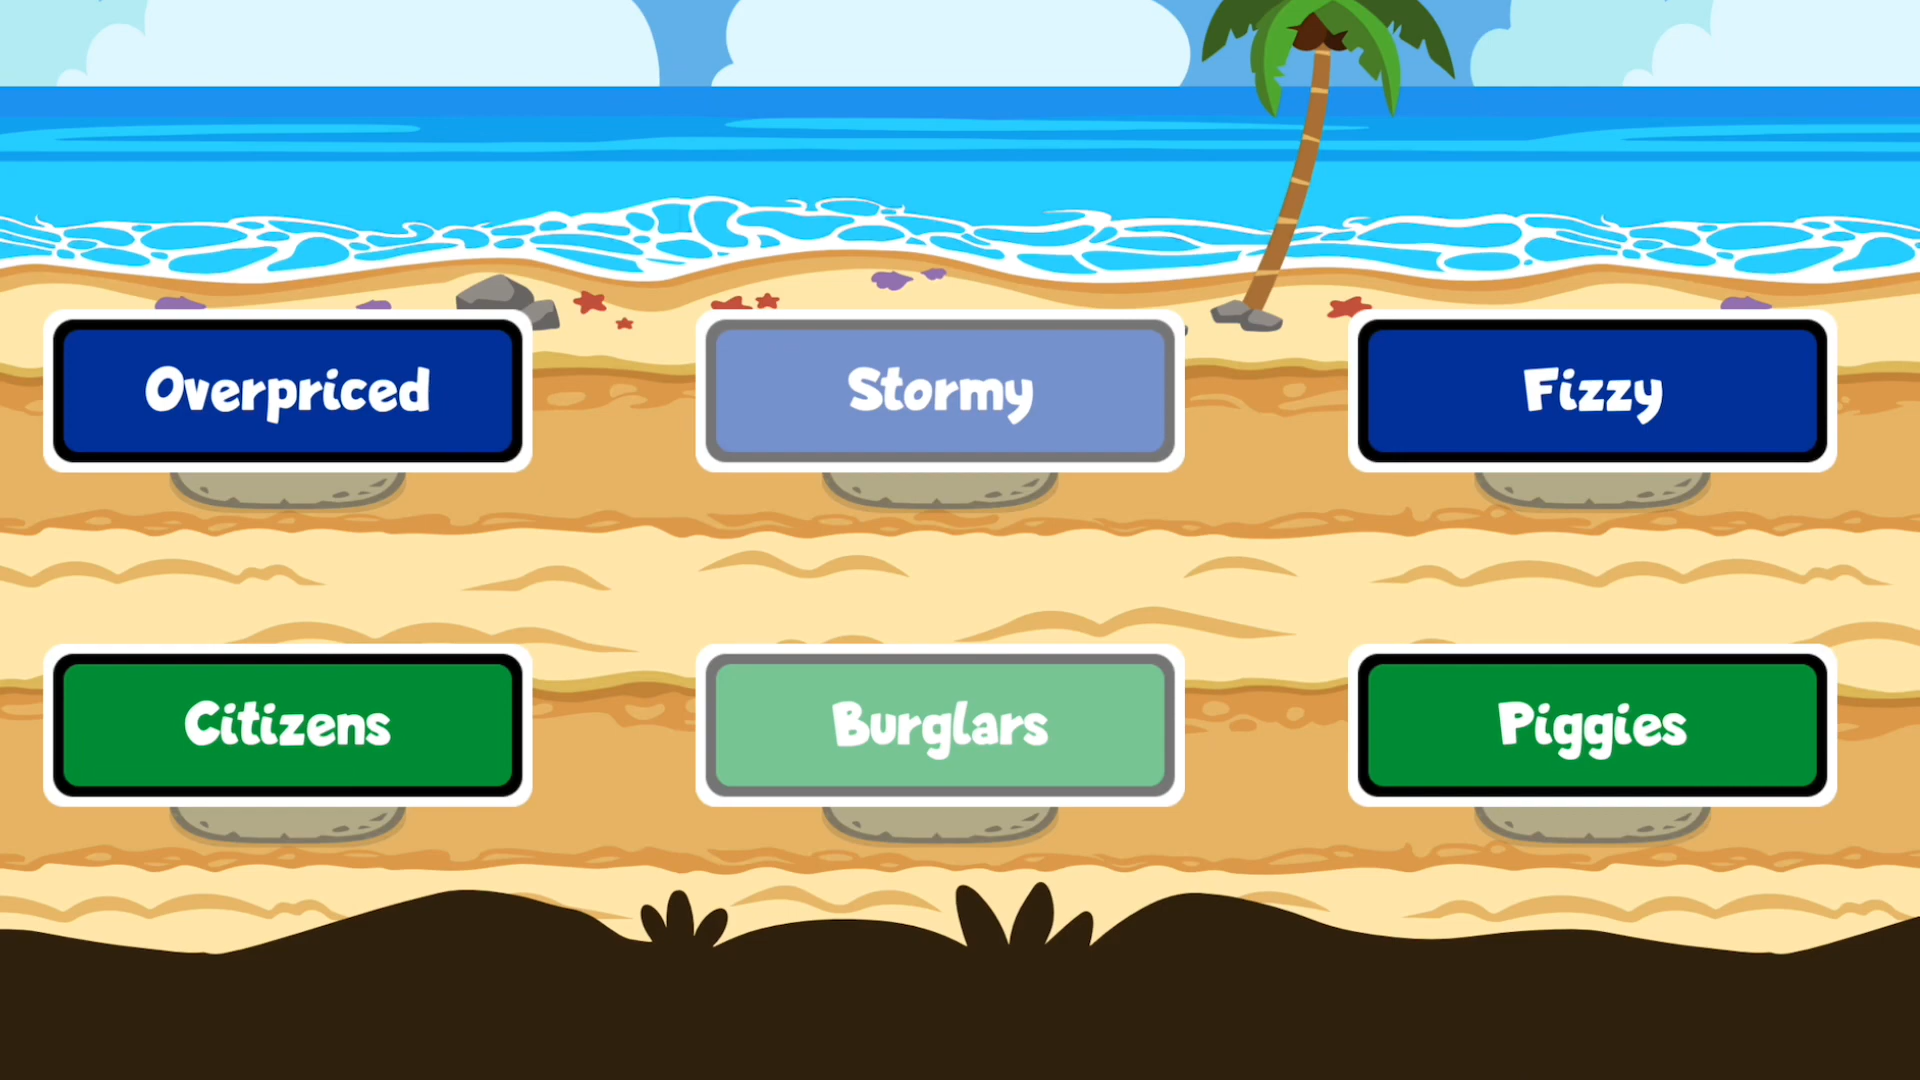 Overpriced
Stormy
Fizzy
Citizens
Burglars
Piggies